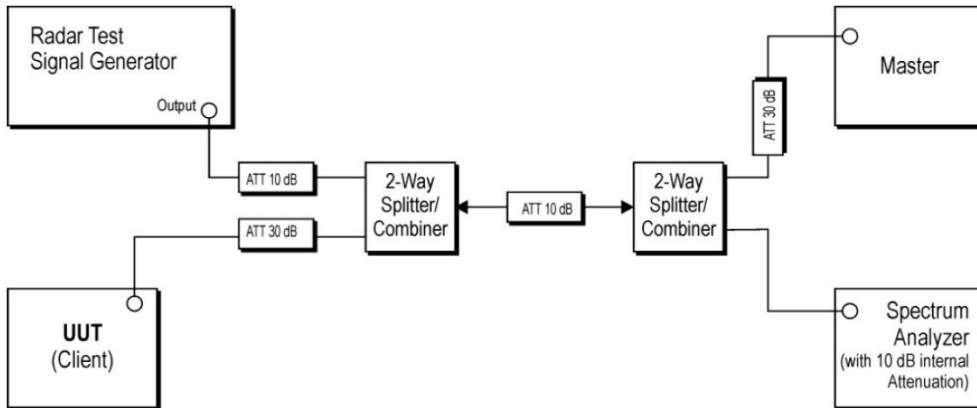 Radar Test
Signal Generator
Output
Master
ATT 30 dB
ATT 10 dB
2-Way
Splitter/
Combiner
ATT 10 dB
2-Way
Splitter/
Combiner
ATT 30 dB
UUT
(Client)
Spectrum
Analyzer
(with 10 dB internal
Attenuation)